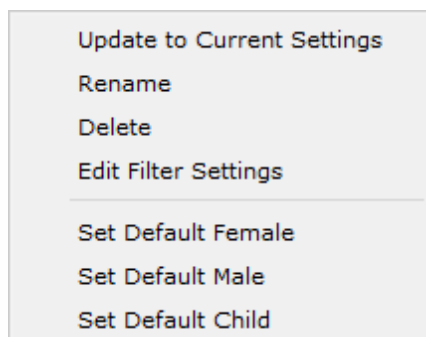 Update to Current Settings
Rename
Delete
Edit Filter Settings
Set Default Female
Set Default Male
Set Default Child